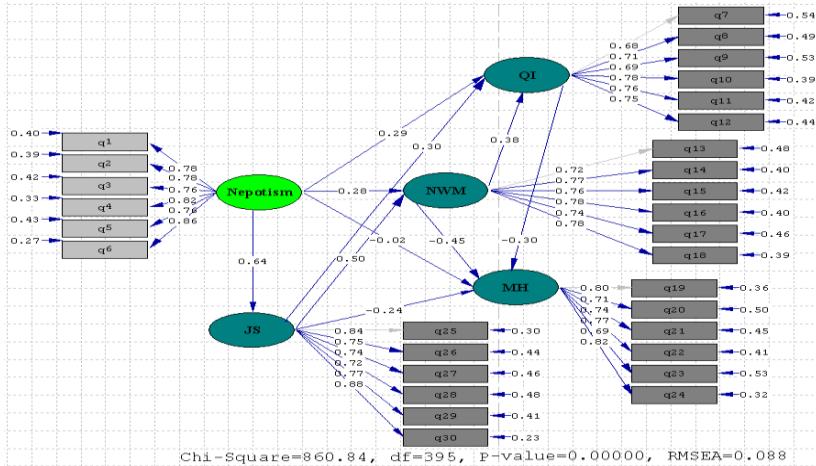 q7 0.54
0.68 q8 0.49
0.71
0.69 q9 0.53
QI 0.78 q10 0.39
0.76 q11 0.42
0.75 q12 0.44
0.29 0.30 0.38
0.40 q1
0.39 q2 0.78
0.42 q3 0.78
0.76
0.33 q4 0.82
0.43 q5 0.76
0.27 q6 0.86
Nepotism 0.28 NWM
0.72 q13 0.48
0.77 q14 0.40
0.76 q15 0.42
0.78 q16 0.40
0.74 q17 0.46
0.78 q18 0.39
0.64 0.50 -0.02 -0.45 -0.30
-0.24 MH
0.80 q19 0.36
0.71 q20 0.50
0.74 q21 0.45
0.77 q22 0.41
0.69 q23 0.53
0.82 q24 0.32
JS
0.84 q25 0.30
0.75 q26 0.44
0.74 q27 0.46
0.72 q28 0.48
0.77 q29 0.41
0.88 q30 0.23
Chi-Square=860.84, df=395, P-value=0.00000, RMSEA=0.088